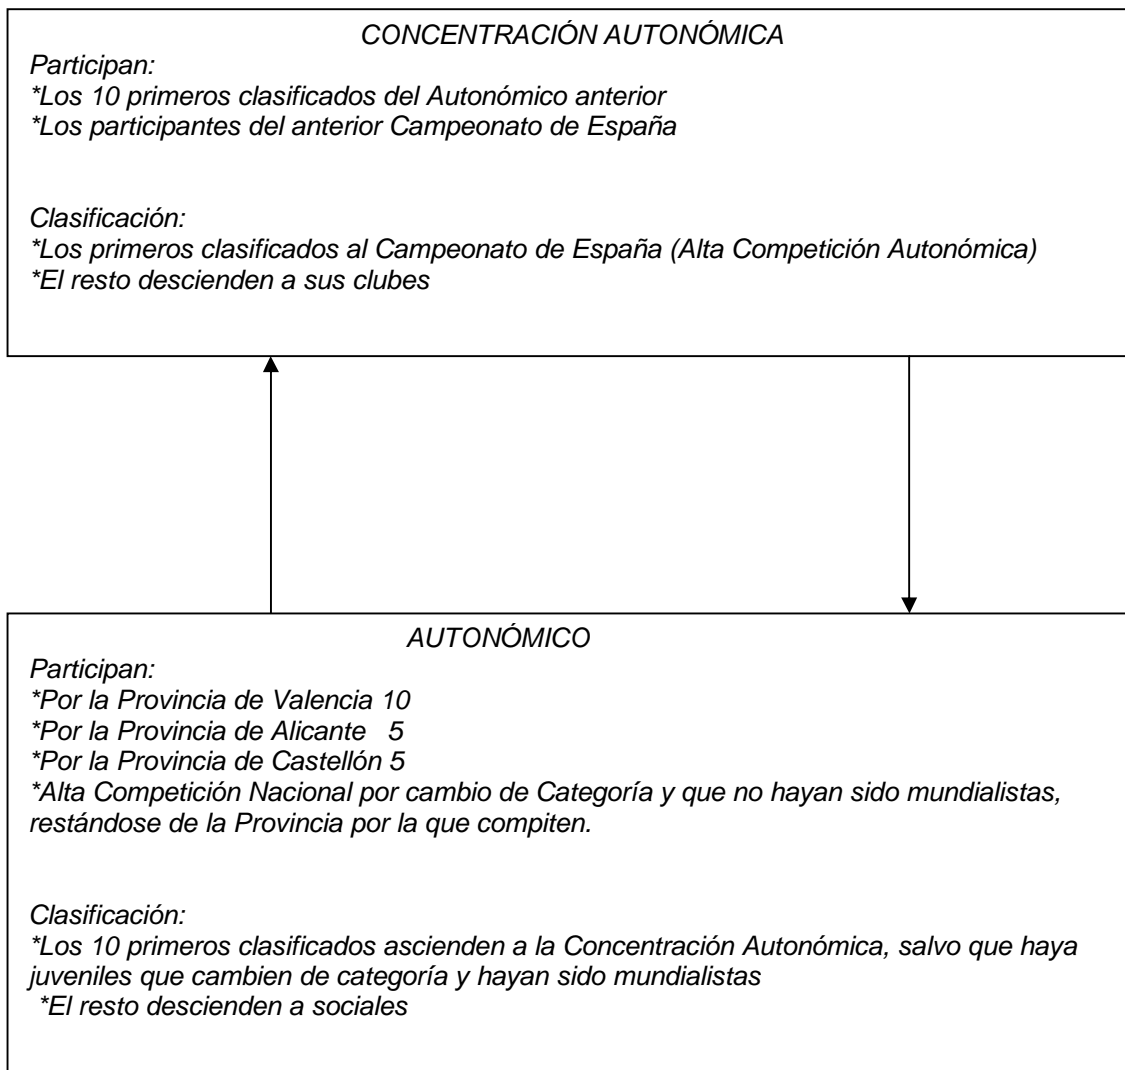 CONCENTRACIÓN AUTONÓMICA
Participan:
*Los 10 primeros clasificados del Autonómico anterior
*Los participantes del anterior Campeonato de España
Clasificación:
*Los primeros clasificados al Campeonato de España (Alta Competición Autonómica)
*El resto descienden a sus clubes
AUTONÓMICO
Participan:
*Por la Provincia de Valencia 10
*Por la Provincia de Alicante 5
*Por la Provincia de Castellón 5
*Alta Competición Nacional por cambio de Categoría y que no hayan sido mundialistas,
restándose de la Provincia por la que compiten.
Clasificación:
*Los 10 primeros clasificados ascienden a la Concentración Autonómica, salvo que haya
juveniles que cambien de categoría y hayan sido mundialistas
*El resto descienden a sociales